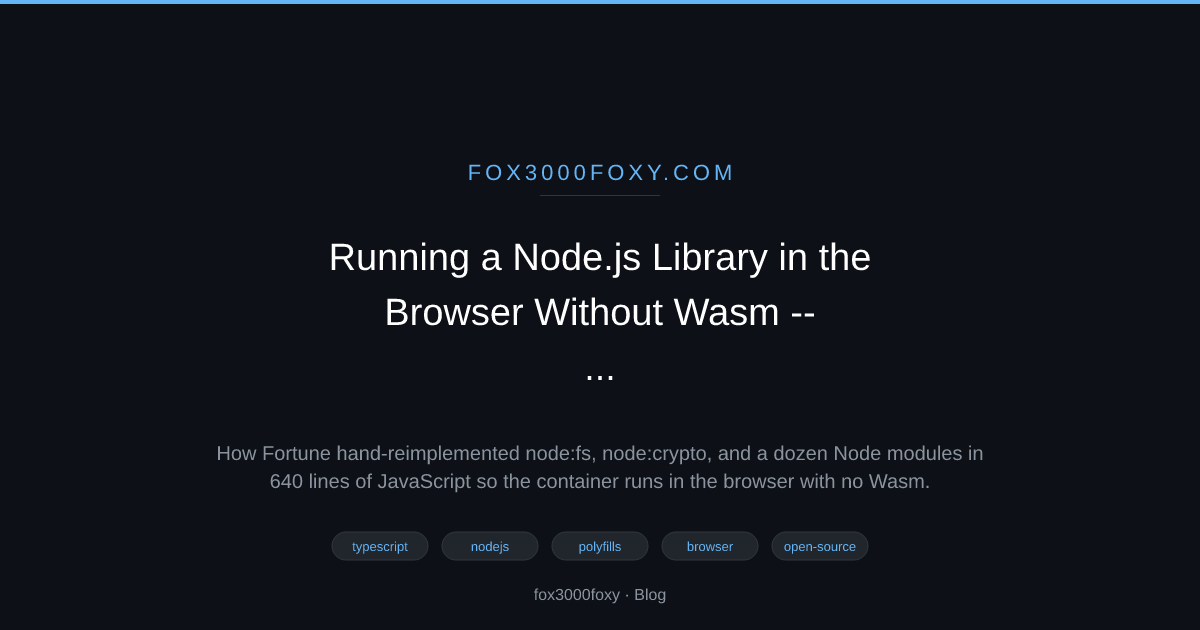 FOX3000FOXY.COM
Running a Node.js Library in the
Browser Without Wasm --
...
How Fortune hand-reimplemented node:fs, node:crypto, and a dozen Node modules in
640 lines of JavaScript so the container runs in the browser with no Wasm.
typescript nodejs polyfills browser open-source
fox3000foxy · Blog